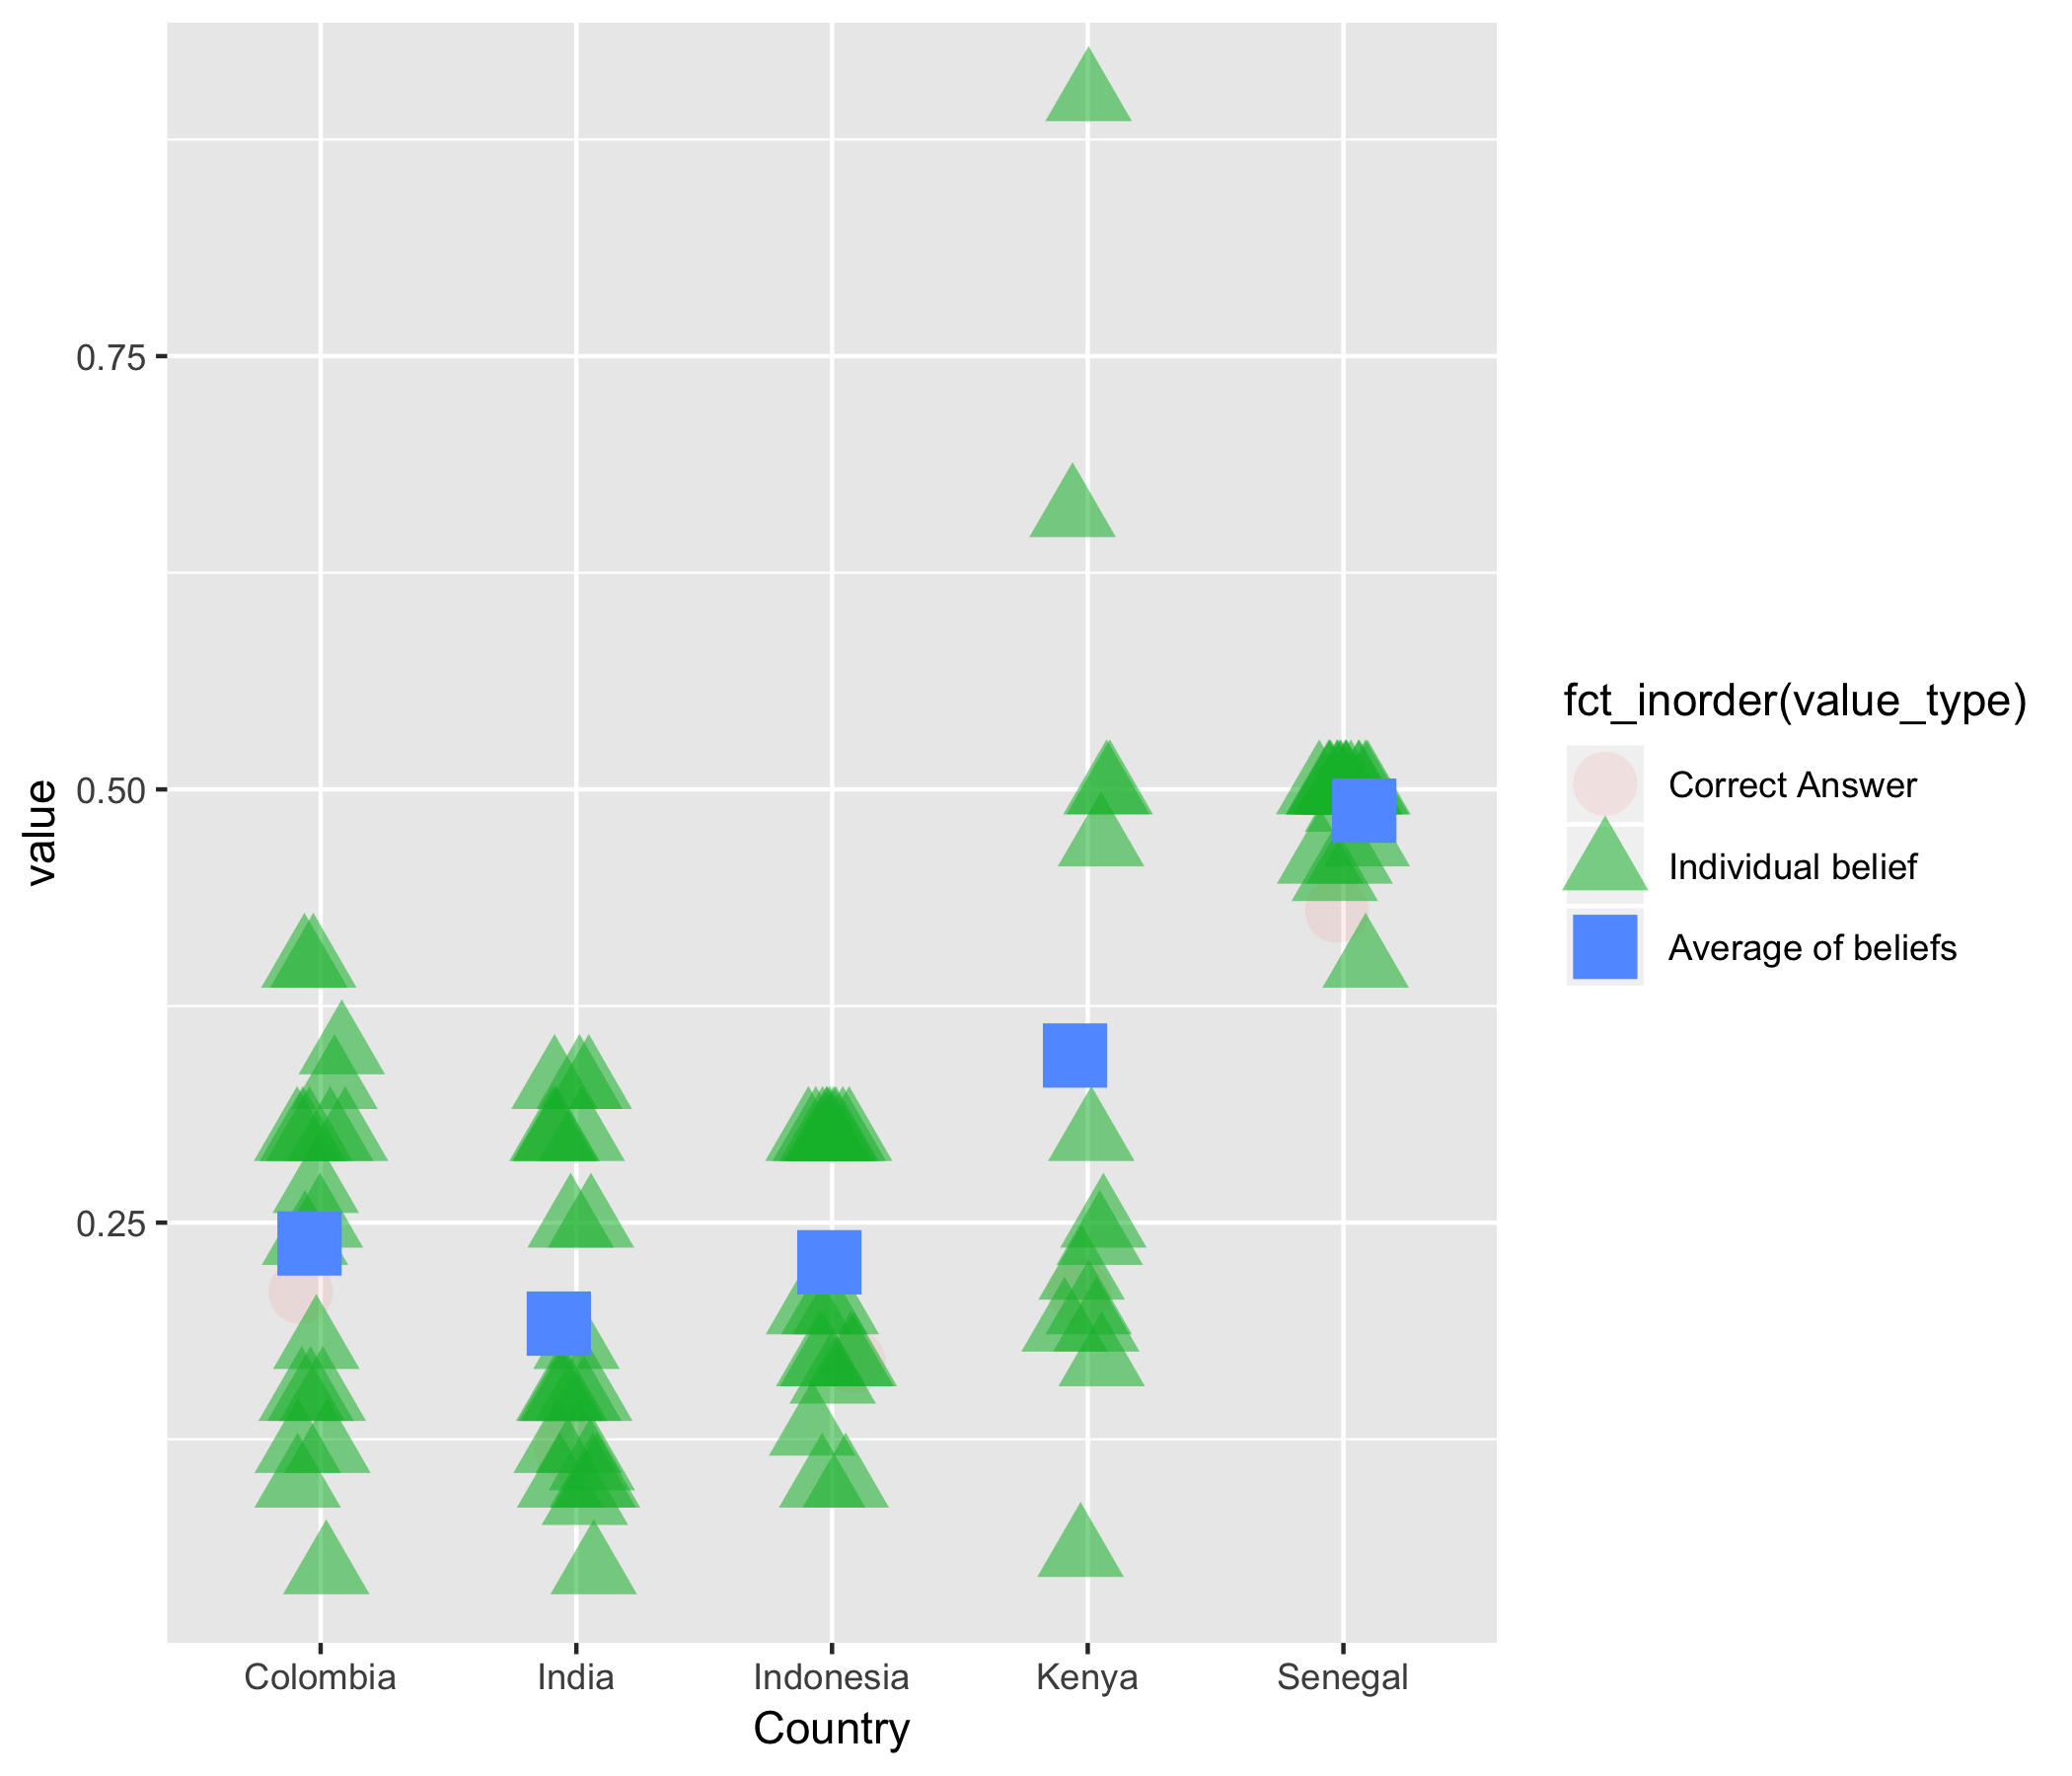 value
0.75
0.50
0.25
Colombia
India
Indonesia
Kenya
Senegal
Country
fct_inorder(value_type)
Correct Answer
Individual belief
Average of beliefs